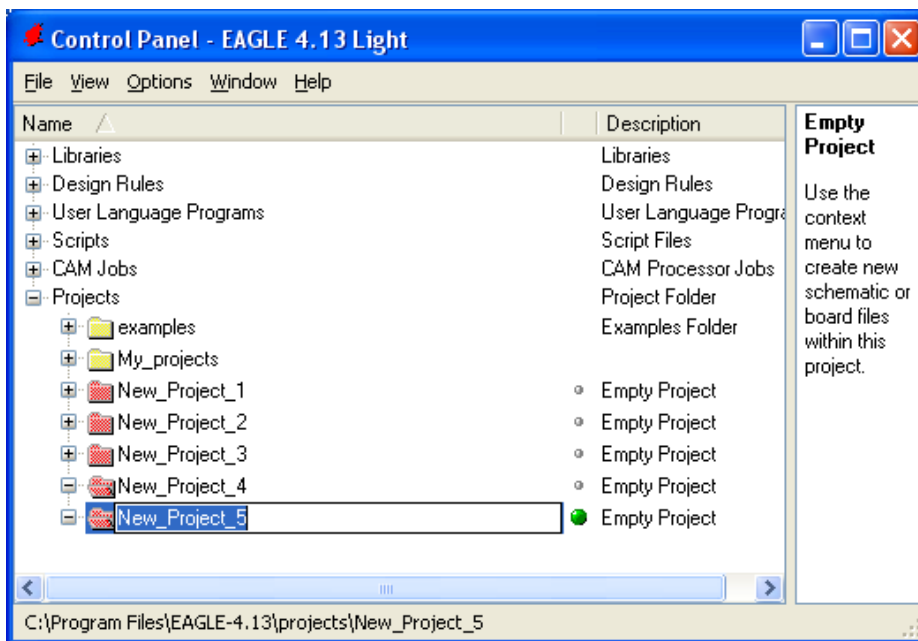 Control Panel - EAGLE 4.13 Light
File View Options Window Help
Name Description
Libraries Libraries
Design Rules Design Rules
User Language Programs User Language Progra
Scripts Script Files
CAM Jobs CAM Processor Jobs
Projects Project Folder
examples Examples Folder
My_projects
New_Project_1 Empty Project
New_Project_2 Empty Project
New_Project_3 Empty Project
New_Project_4 Empty Project
New_Project_5 Empty Project
Empty
Project
Use the
context
menu to
create new
schematic or
board files
within this
project.
C:\Program Files\EAGLE-4.13\projects\New_Project_5